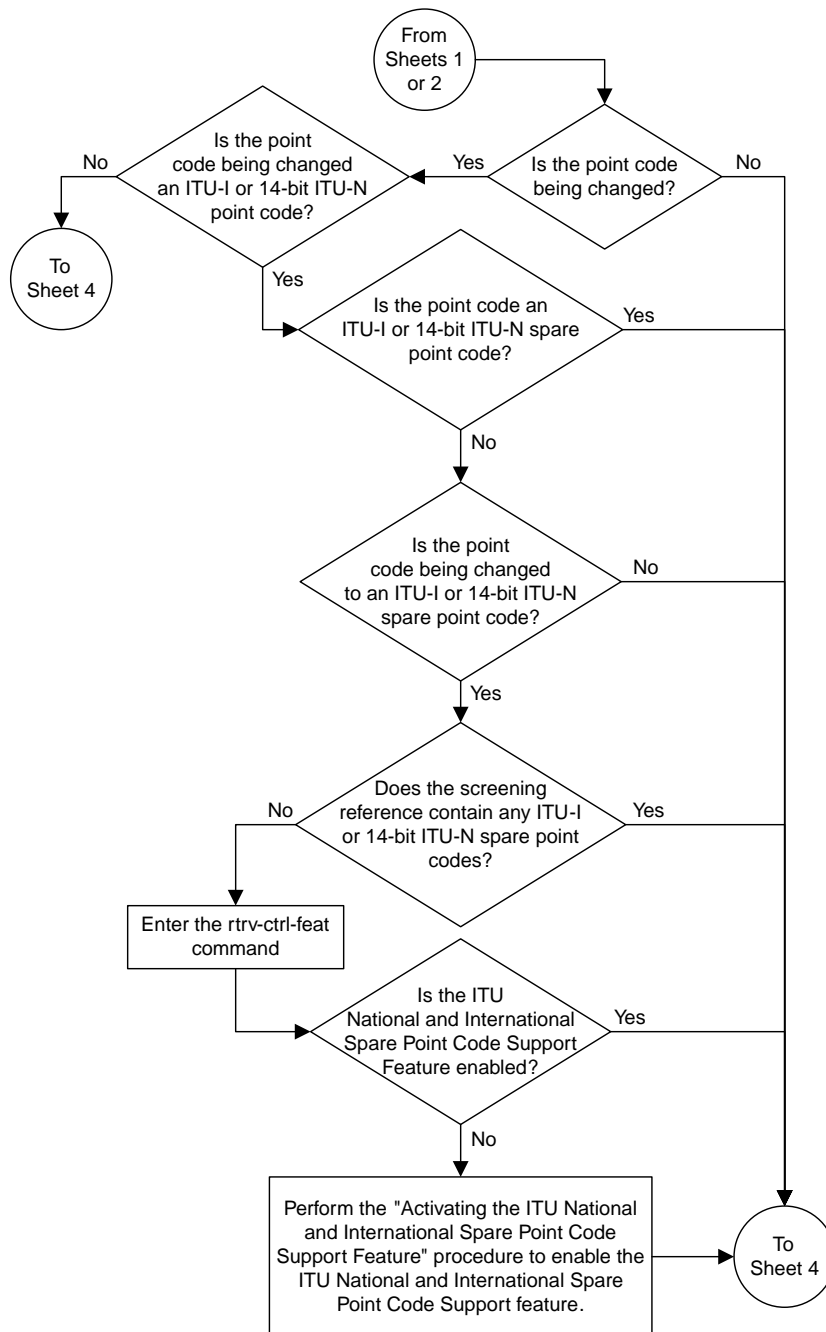 From
Sheets 1
or 2
Is the point code
being changed?
Yes
No
Is the point
code being changed
an ITU-I or 14-bit ITU-N
point code?
No
Yes
To
Sheet 4
Is the point code an
ITU-I or 14-bit ITU-N spare
point code?
Yes
No
Is the point
code being changed
to an ITU-I or 14-bit ITU-N
spare point code?
No
Yes
Does the screening
reference contain any ITU-I
or 14-bit ITU-N spare point
codes?
No
Yes
Enter the rtrv-ctrl-feat
command
Is the ITU
National and International
Spare Point Code Support
Feature enabled?
Yes
No
Perform the "Activating the ITU National
and International Spare Point Code
Support Feature" procedure to enable the
ITU National and International Spare
Point Code Support feature.
To
Sheet 4